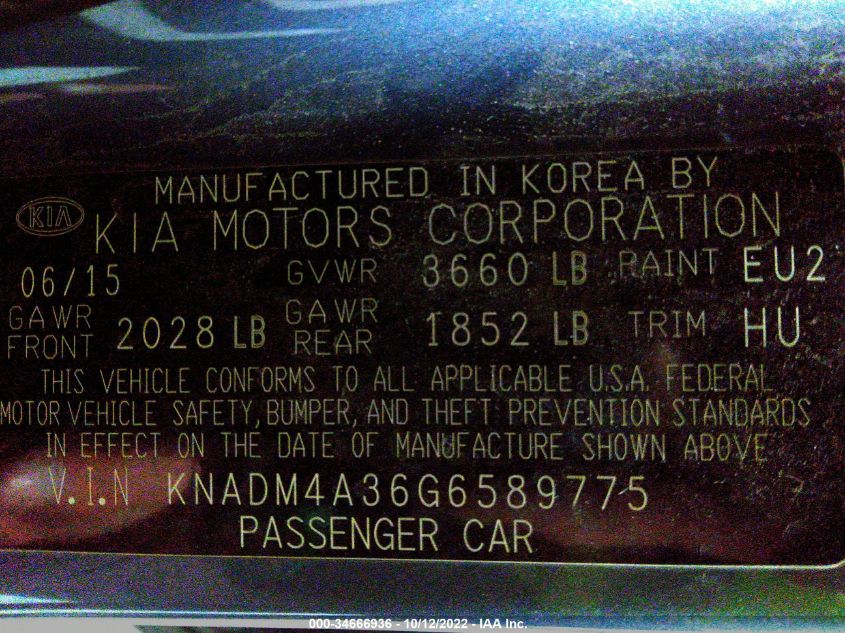 MANUFACTURED IN KOREA BY
KIA KIA MOTORS CORPORATION
06/15 GVWR 3660 LB PAINT EU2
GAWR FRONT 2028 LB GAWR REAR 1852 LB TRIM HU
THIS VEHICLE CONFORMS TO ALL APPLICABLE U.S.A. FEDERAL
MOTOR VEHICLE SAFETY, BUMPER, AND THEFT PREVENTION STANDARDS
IN EFFECT ON THE DATE OF MANUFACTURE SHOWN ABOVE
V.I.N KNADM4A36G6589775
PASSENGER CAR
000-34666936 - 10/12/2022 - IAA Inc.